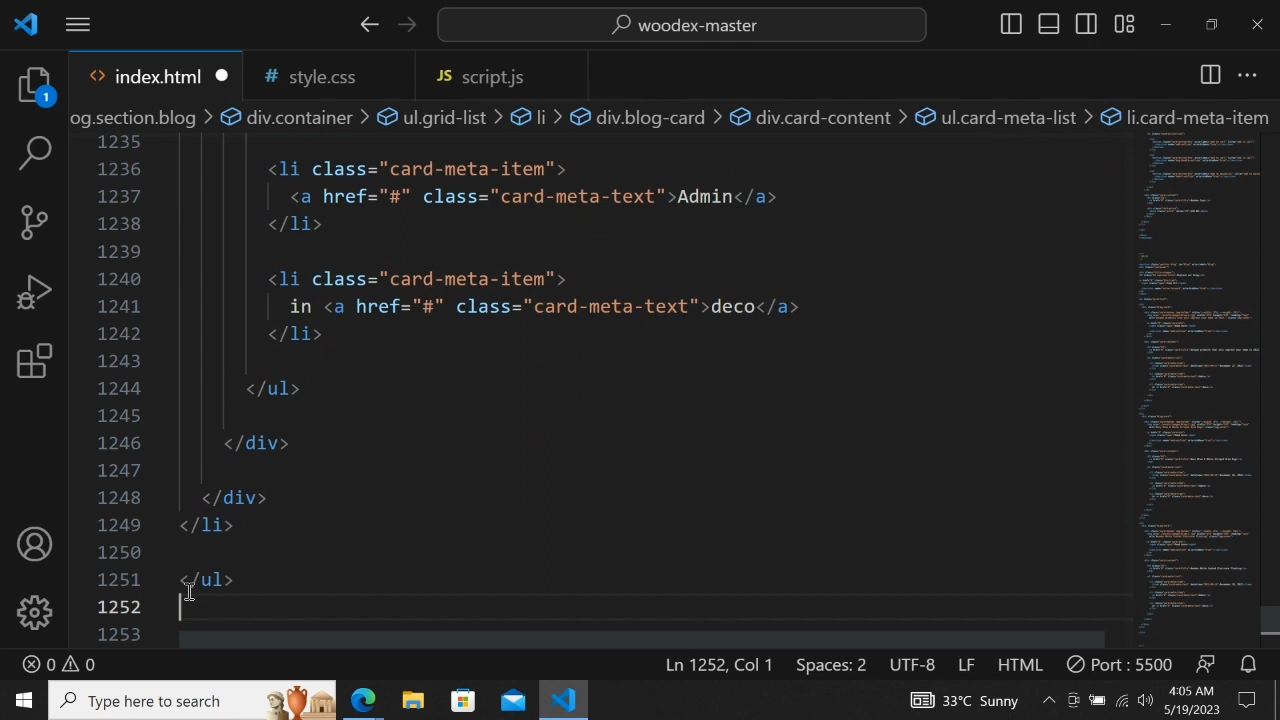 woodex-master
index.html
# style.css
JS script.js
1
og.section.blog > div.container > ul.grid-list > li > div.blog-card > div.card-content > ul.card-meta-list > li.card-meta-item
1235
1236 <li class="card-meta-item">
1237 <a href="#" class="card-meta-text">Admin</a>
1238 </li>
1239
1240 <li class="card-meta-item">
1241 in <a href="#" class="card-meta-text">deco</a>
1242 </li>
1243
1244 </ul>
1245
1246 </div>
1247
1248 </div>
1249 </li>
1250
1251 </ul>
1252
1253
0 0 Ln 1252, Col 1 Spaces: 2 UTF-8 LF HTML Port : 5500
Type here to search
33°C Sunny
4:05 AM
5/19/2023